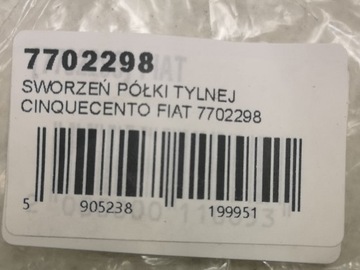 7702298
SWORZEŃ PÓŁKI TYLNEJ
CINQUECENTO FIAT 7702298
5 905238 199951